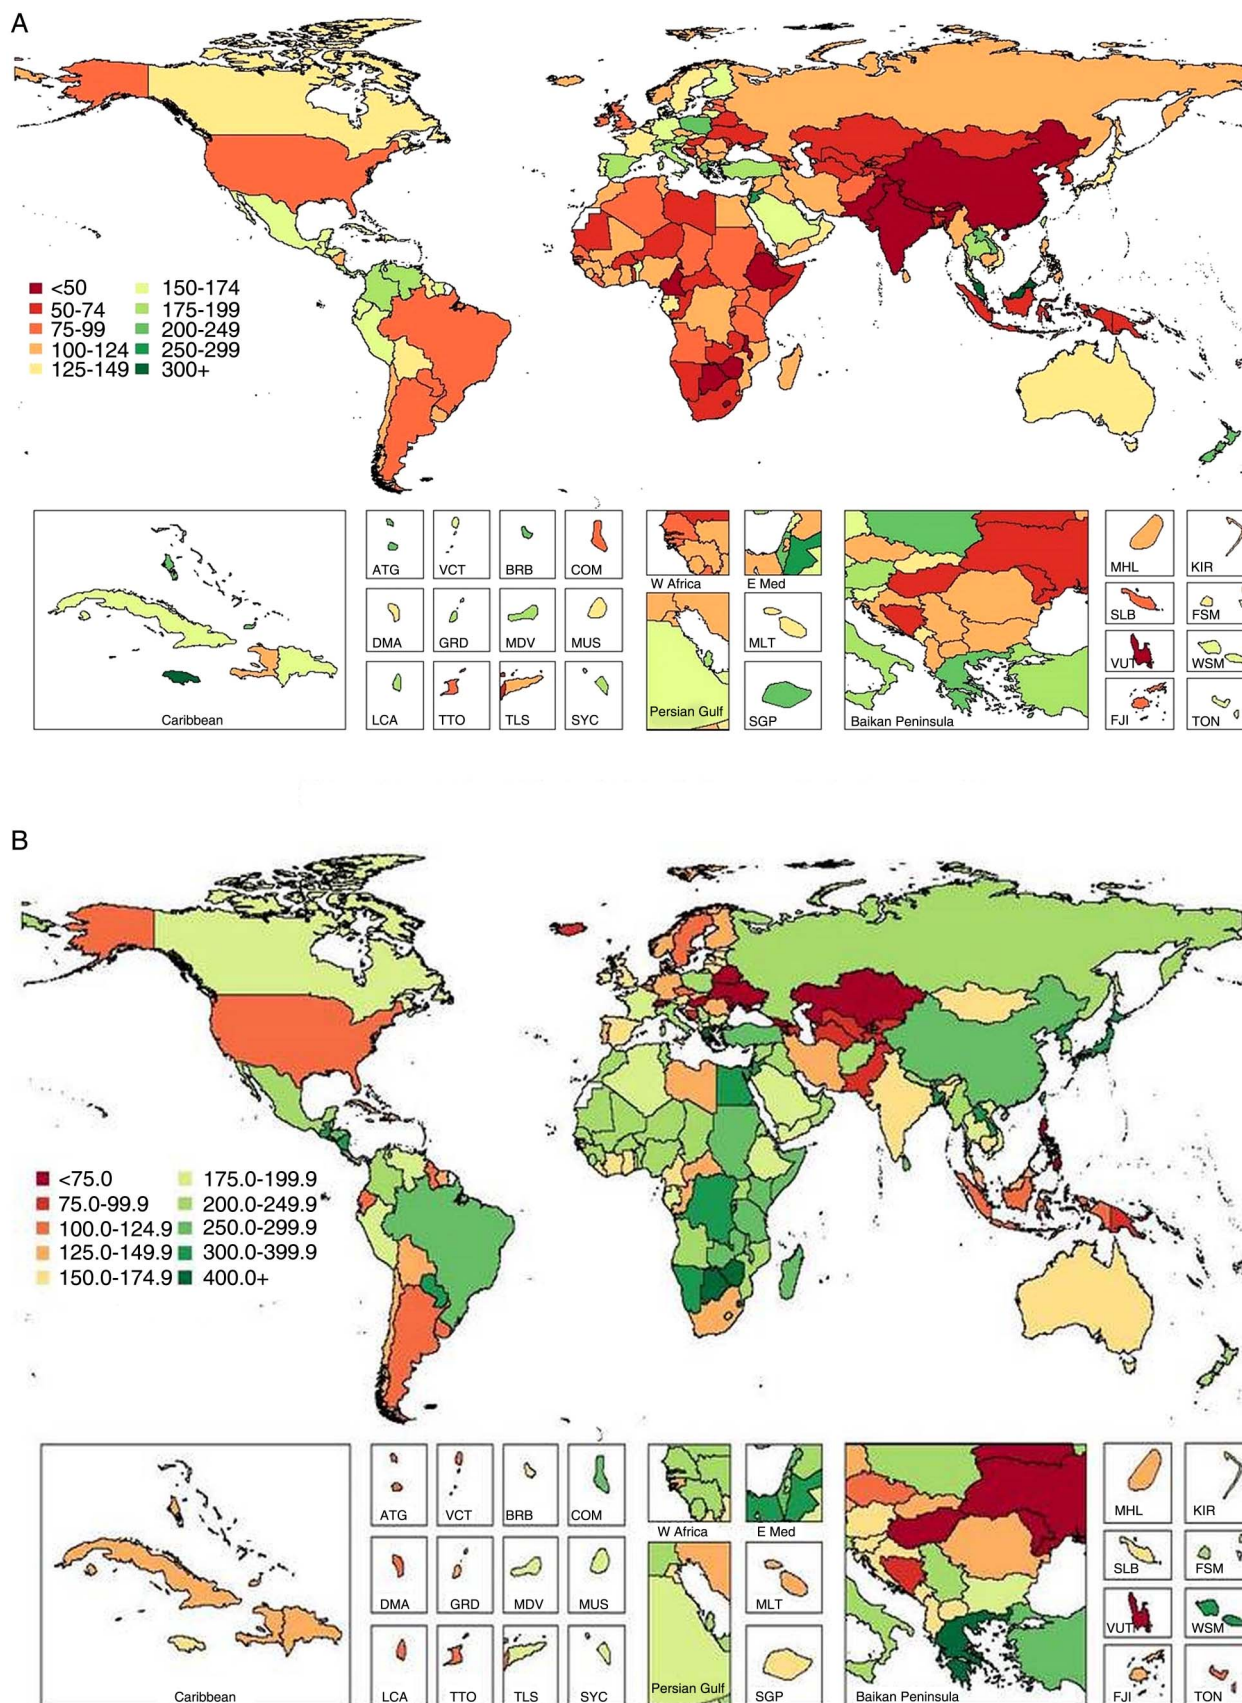 A
<50 150-174
50-74 175-199
75-99 200-249
100-124 250-299
125-149 300+
ATG VCT BRB COM W Africa E Med MHL KIR
DMA GRD MDV MUS MLT SLB FSM
VUT WSM
LCA TTO TLS SYC Persian Gulf SGP FJI TON
Caribbean Baikan Peninsula
B
<75.0 175.0-199.9
75.0-99.9 200.0-249.9
100.0-124.9 250.0-299.9
125.0-149.9 300.0-399.9
150.0-174.9 400.0+
ATG VCT BRB COM W Africa E Med MHL KIR
SLB FSM
DMA GRD MDV MUS MLT VUT WSM
LCA TTO TLS SYC Persian Gulf SGP FJI TON
Caribbean Baikan Peninsula